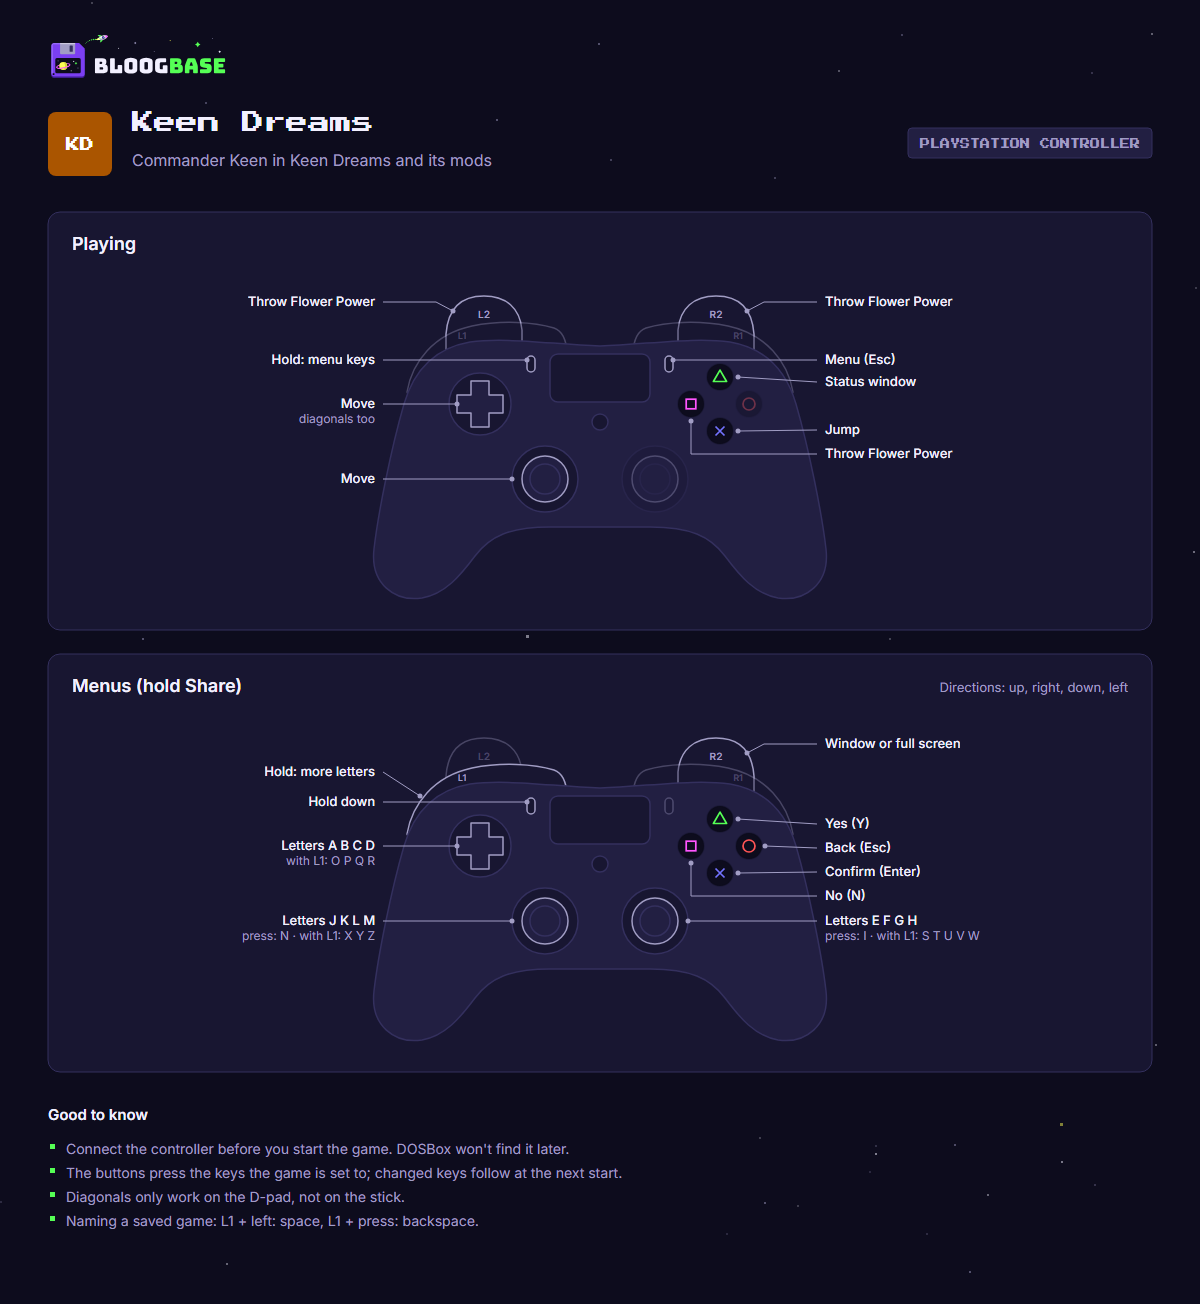 BLOOGBASE
KD
Keen Dreams
Commander Keen in Keen Dreams and its mods
PLAYSTATION CONTROLLER
Playing
Throw Flower Power
L2
R2
Throw Flower Power
L1
R1
Hold: menu keys
Menu (Esc)
Status window
Move
diagonals too
Jump
Throw Flower Power
Move
Menus (hold Share)
Directions: up, right, down, left
L2
R2
Window or full screen
Hold: more letters
L1
R1
Hold down
Yes (Y)
Letters A B C D
with L1: O P Q R
Back (Esc)
Confirm (Enter)
No (N)
Letters J K L M
press: N · with L1: X Y Z
Letters E F G H
press: I · with L1: S T U V W
Good to know
Connect the controller before you start the game. DOSBox won't find it later.
The buttons press the keys the game is set to; changed keys follow at the next start.
Diagonals only work on the D-pad, not on the stick.
Naming a saved game: L1 + left: space, L1 + press: backspace.